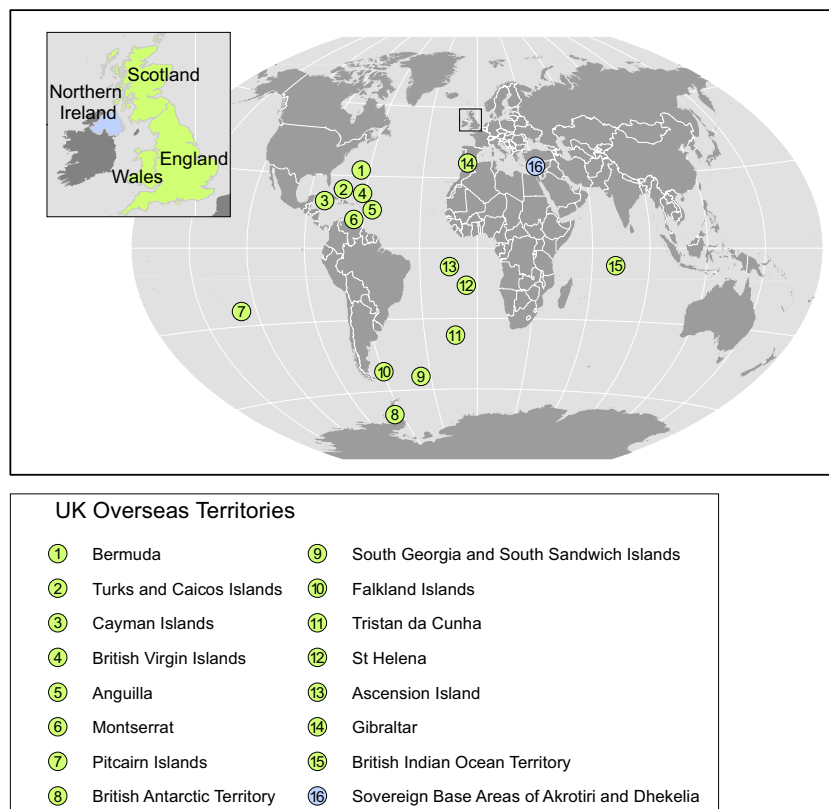 Scotland
Northern
Ireland
England
Wales
1
2
3
4
5
6
7
8
9
10
11
12
13
14
15
16
UK Overseas Territories
1 Bermuda
2 Turks and Caicos Islands
3 Cayman Islands
4 British Virgin Islands
5 Anguilla
6 Montserrat
7 Pitcairn Islands
8 British Antarctic Territory
9 South Georgia and South Sandwich Islands
10 Falkland Islands
11 Tristan da Cunha
12 St Helena
13 Ascension Island
14 Gibraltar
15 British Indian Ocean Territory
16 Sovereign Base Areas of Akrotiri and Dhekelia